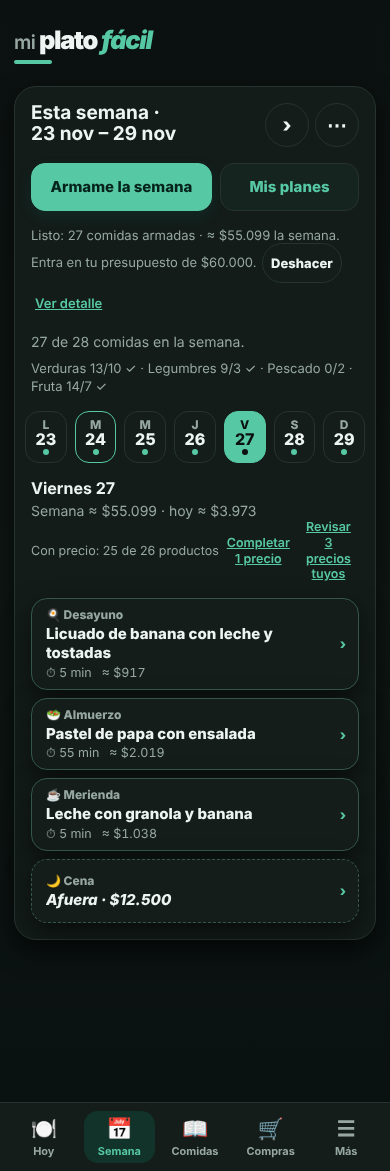 mi plato fácil
Esta semana ·
23 nov – 29 nov
› ⋯
Armame la semana
Mis planes
Listo: 27 comidas armadas · ≈ $55.099 la semana.
Entra en tu presupuesto de $60.000. Deshacer
Ver detalle
27 de 28 comidas en la semana.
Verduras 13/10 ✓ · Legumbres 9/3 ✓ · Pescado 0/2 ·
Fruta 14/7 ✓
L M M J V S D
23 24 25 26 27 28 29
Viernes 27
Semana ≈ $55.099 · hoy ≈ $3.973
Con precio: 25 de 26 productos
Completar
1 precio
Revisar
3
precios
tuyos
🍳 Desayuno
Licuado de banana con leche y
tostadas
⏱ 5 min ≈ $917
›
🥗 Almuerzo
Pastel de papa con ensalada
⏱ 55 min ≈ $2.019
›
☕ Merienda
Leche con granola y banana
⏱ 5 min ≈ $1.038
›
🌙 Cena
Afuera · $12.500
›
Hoy Semana Comidas Compras Más